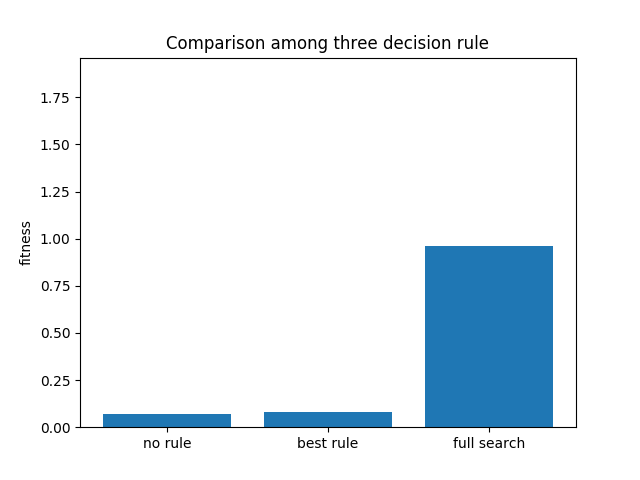 Comparison among three decision rule
fitness
1.75
1.50
1.25
1.00
0.75
0.50
0.25
0.00
no rule
best rule
full search